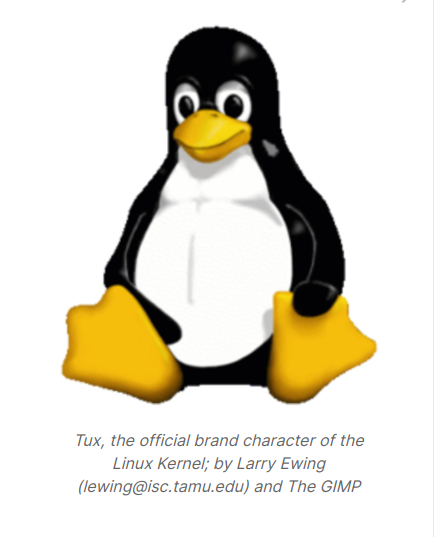 Tux, the official brand character of the
Linux Kernel; by Larry Ewing
(lewing@isc.tamu.edu) and The GIMP